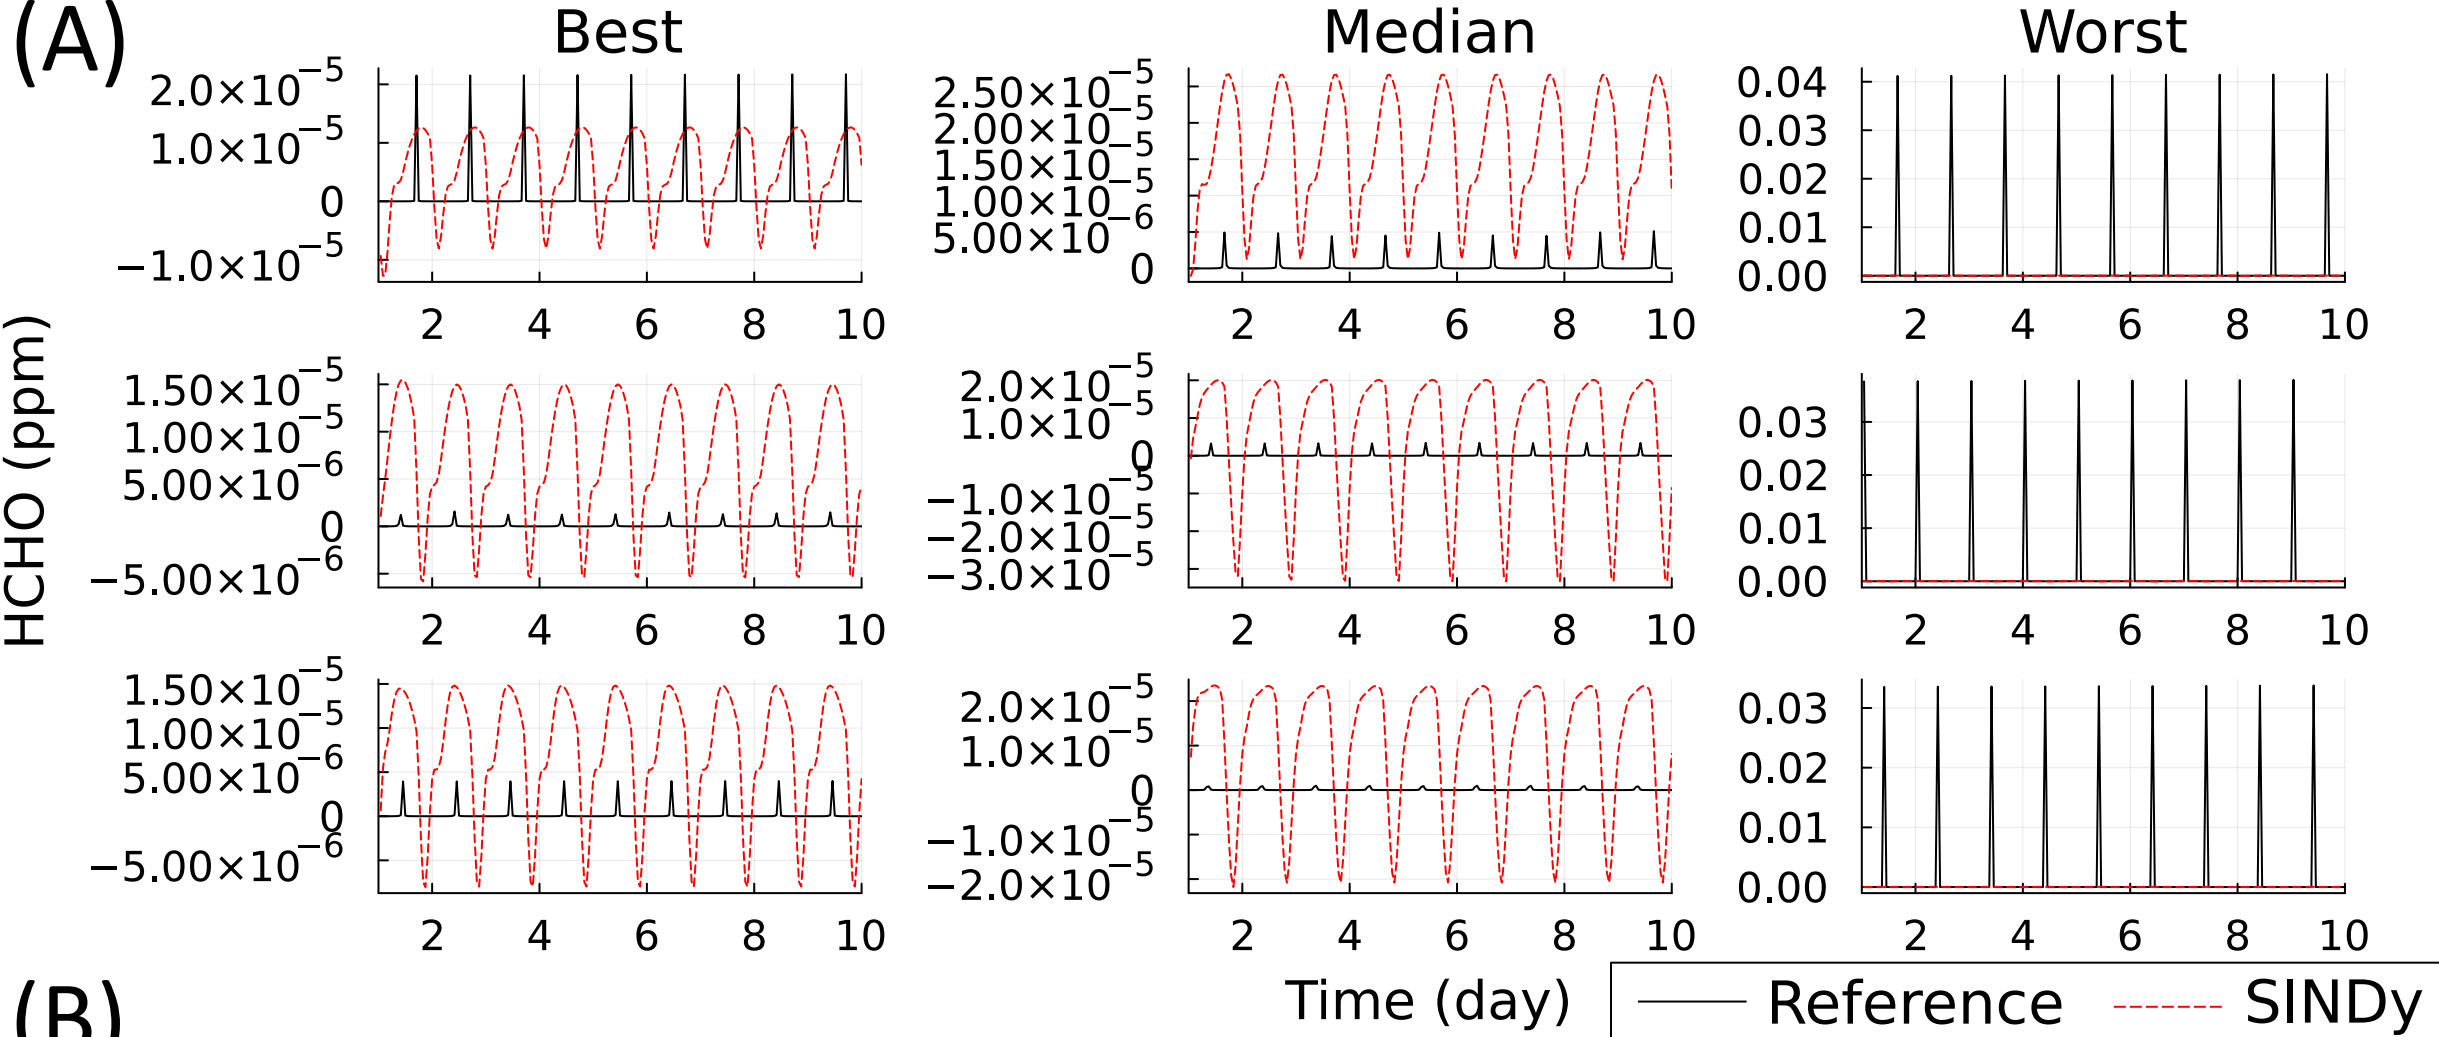 (A)
Best Median Worst
HCHO (ppm)
2.0×10⁻⁵
1.0×10⁻⁵
0
−1.0×10⁻⁵
2 4 6 8 10
2.50×10⁻⁵
2.00×10⁻⁵
1.50×10⁻⁵
1.00×10⁻⁵
5.00×10⁻⁶
0
2 4 6 8 10
0.04
0.03
0.02
0.01
0.00
2 4 6 8 10
1.50×10⁻⁵
1.00×10⁻⁵
5.00×10⁻⁶
0
−5.00×10⁻⁶
2 4 6 8 10
2.0×10⁻⁵
1.0×10⁻⁵
0
−1.0×10⁻⁵
−2.0×10⁻⁵
−3.0×10⁻⁵
2 4 6 8 10
0.03
0.02
0.01
0.00
2 4 6 8 10
1.50×10⁻⁵
1.00×10⁻⁵
5.00×10⁻⁶
0
−5.00×10⁻⁶
2 4 6 8 10
2.0×10⁻⁵
1.0×10⁻⁵
0
−1.0×10⁻⁵
−2.0×10⁻⁵
2 4 6 8 10
0.03
0.02
0.01
0.00
2 4 6 8 10
Time (day)
Reference SINDy
(B)